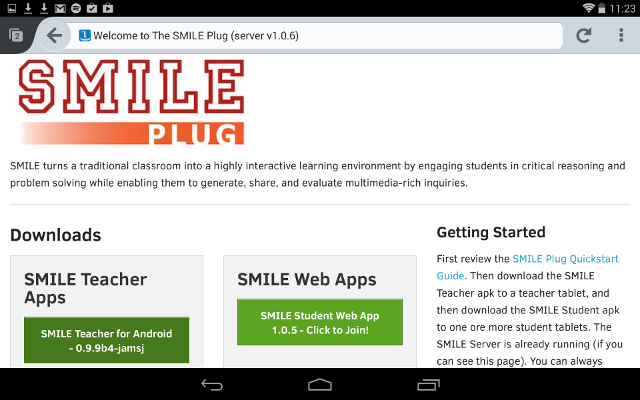 11:23
2
Welcome to The SMILE Plug (server v1.0.6)
SMILE
PLUG
SMILE turns a traditional classroom into a highly interactive learning environment by engaging students in critical reasoning and
problem solving while enabling them to generate, share, and evaluate multimedia-rich inquiries.
Downloads
SMILE Teacher
Apps
SMILE Teacher for Android
- 0.9.9b4-jamsj
SMILE Web Apps
SMILE Student Web App
1.0.5 - Click to Join!
Getting Started
First review the SMILE Plug Quickstart
Guide. Then download the SMILE
Teacher apk to a teacher tablet, and
then download the SMILE Student apk
to one ore more student tablets. The
SMILE Server is already running (if you
can see this page). You can always